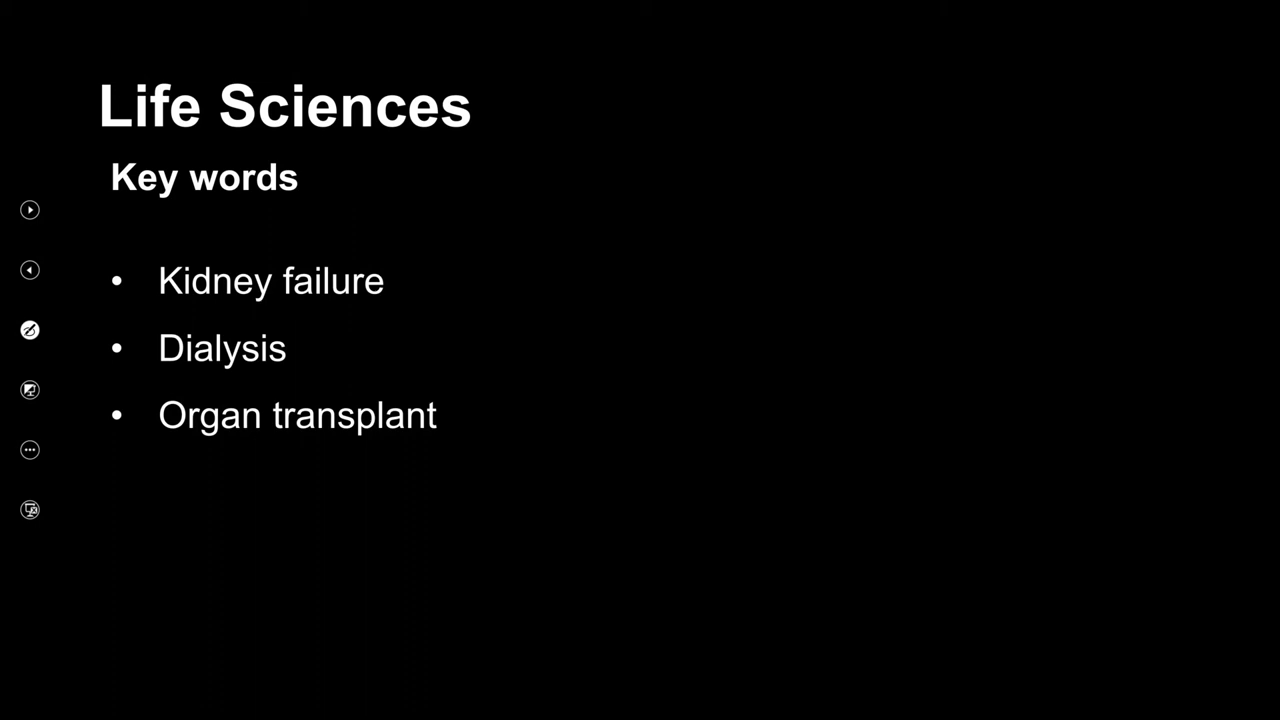 Life Sciences
Key words
• Kidney failure
• Dialysis
• Organ transplant